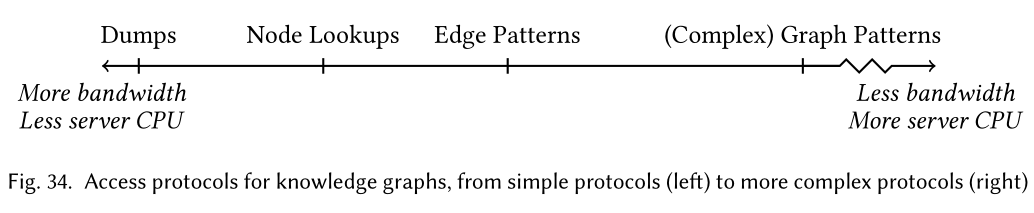 Dumps Node Lookups Edge Patterns (Complex) Graph Patterns
More bandwidth Less bandwidth
Less server CPU More server CPU
Fig. 34. Access protocols for knowledge graphs, from simple protocols (left) to more complex protocols (right)